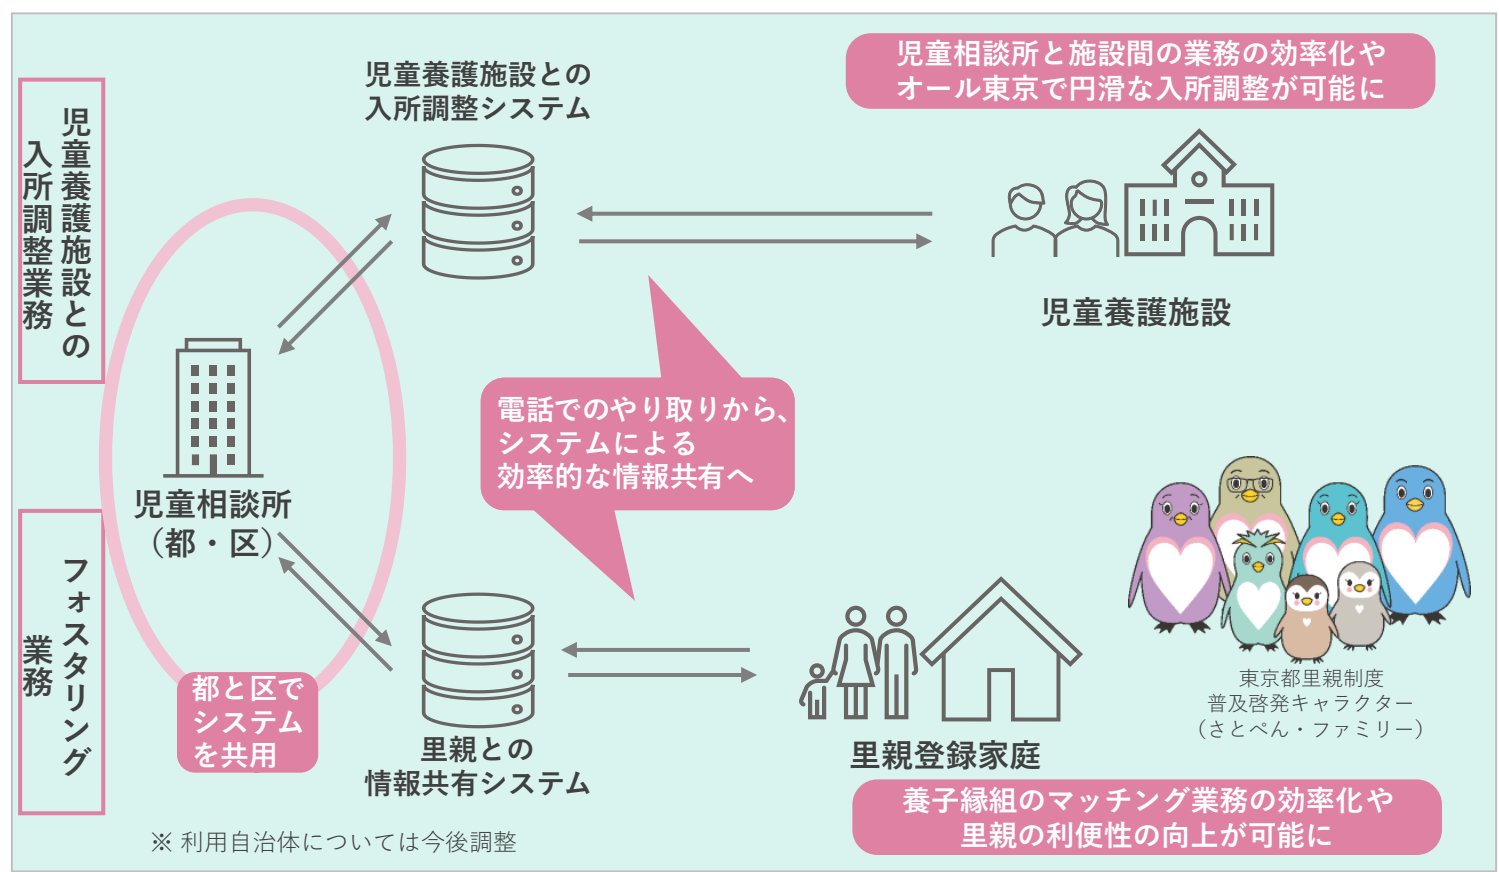 児童養護施設との
入所調整業務
児童養護施設との
入所調整システム
児童相談所と施設間の業務の効率化や
オール東京で円滑な入所調整が可能に
児童養護施設
電話でのやり取りから、
システムによる
効率的な情報共有へ
児童相談所
（都・区）
フォスタリング
業務
都と区で
システム
を共用
里親との
情報共有システム
里親登録家庭
東京都里親制度
普及啓発キャラクター
（さとぺん・ファミリー）
養子縁組のマッチング業務の効率化や
里親の利便性の向上が可能に
※ 利用自治体については今後調整